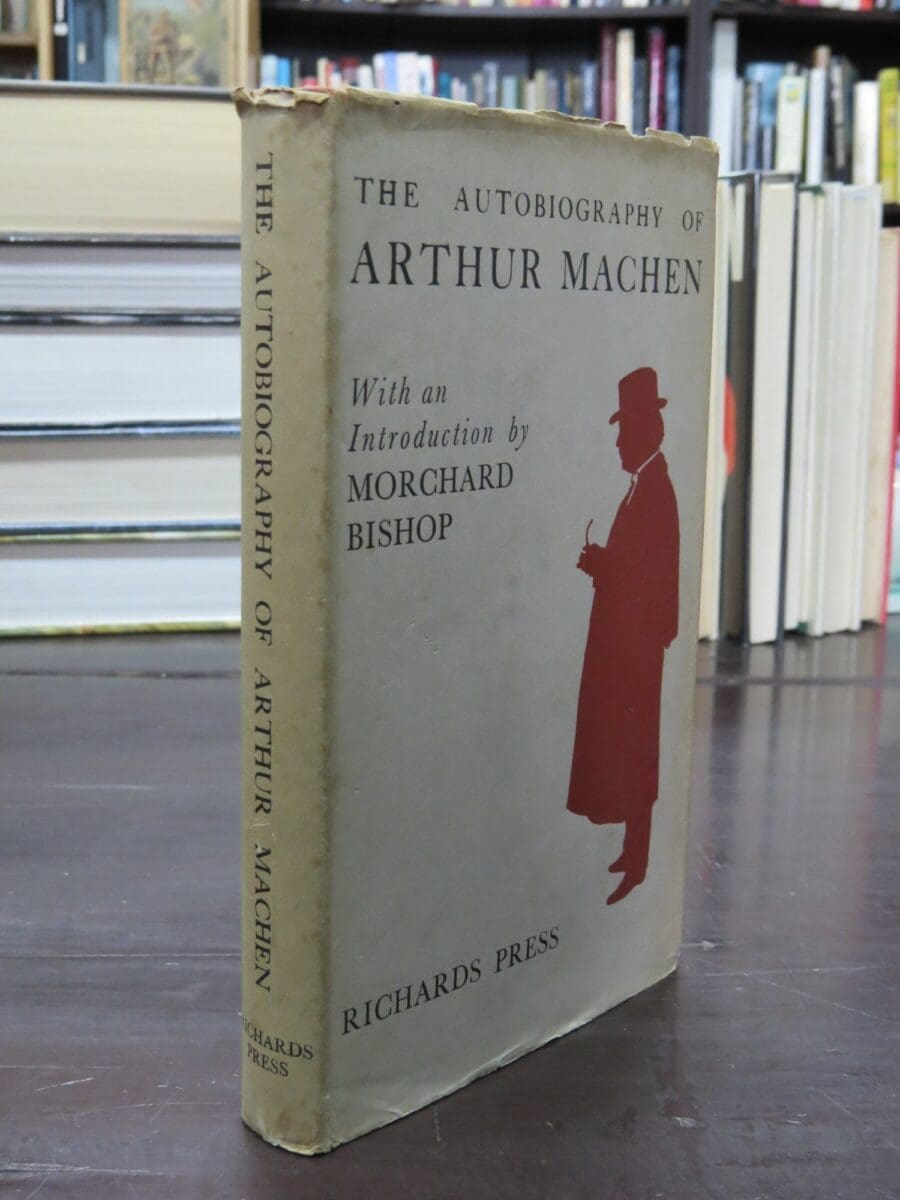 THE AUTOBIOGRAPHY OF ARTHUR MACHEN
RICHARDS
PRESS
THE AUTOBIOGRAPHY OF
ARTHUR MACHEN
With an
Introduction by
MORCHARD
BISHOP
RICHARDS PRESS